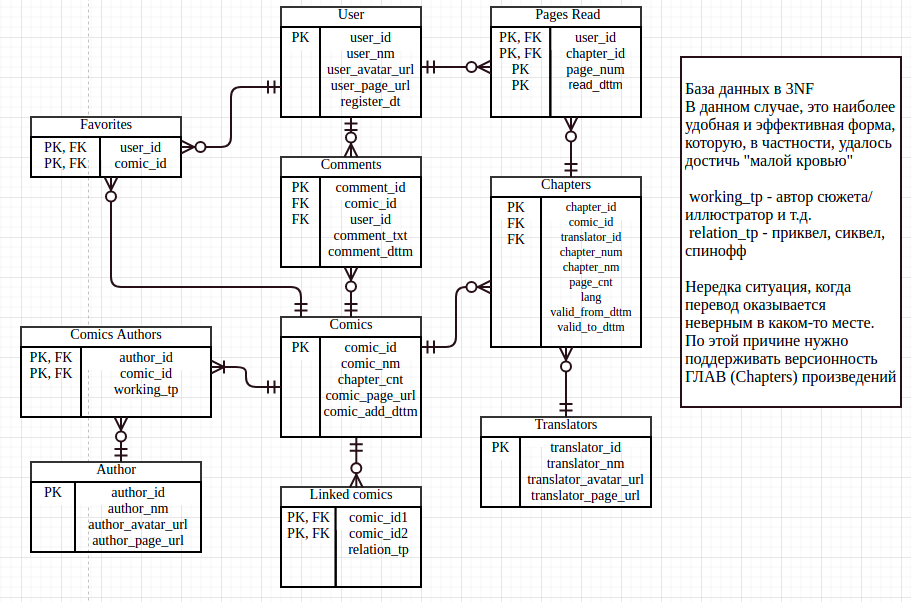 User
PK
user_id
user_nm
user_avatar_url
user_page_url
register_dt
Pages Read
PK, FK
PK, FK
PK
PK
user_id
chapter_id
page_num
read_dttm
Favorites
PK, FK
PK, FK
user_id
comic_id
Comments
PK
FK
FK
comment_id
comic_id
user_id
comment_txt
comment_dttm
Chapters
PK
FK
FK
chapter_id
comic_id
translator_id
chapter_num
chapter_nm
page_cnt
lang
valid_from_dttm
valid_to_dttm
Comics Authors
PK, FK
PK, FK
author_id
comic_id
working_tp
Comics
PK
comic_id
comic_nm
chapter_cnt
comic_page_url
comic_add_dttm
Author
PK
author_id
author_nm
author_avatar_url
author_page_url
Linked comics
PK, FK
PK, FK
comic_id1
comic_id2
relation_tp
Translators
PK
translator_id
translator_nm
translator_avatar_url
translator_page_url
База данных в 3NF
В данном случае, это наиболее
удобная и эффективная форма,
которую, в частности, удалось
достичь "малой кровью"
working_tp - автор сюжета/
иллюстратор и т.д.
relation_tp - приквел, сиквел,
спинофф
Нередка ситуация, когда
перевод оказывается
неверным в каком-то месте.
По этой причине нужно
поддерживать версионность
ГЛАВ (Chapters) произведений